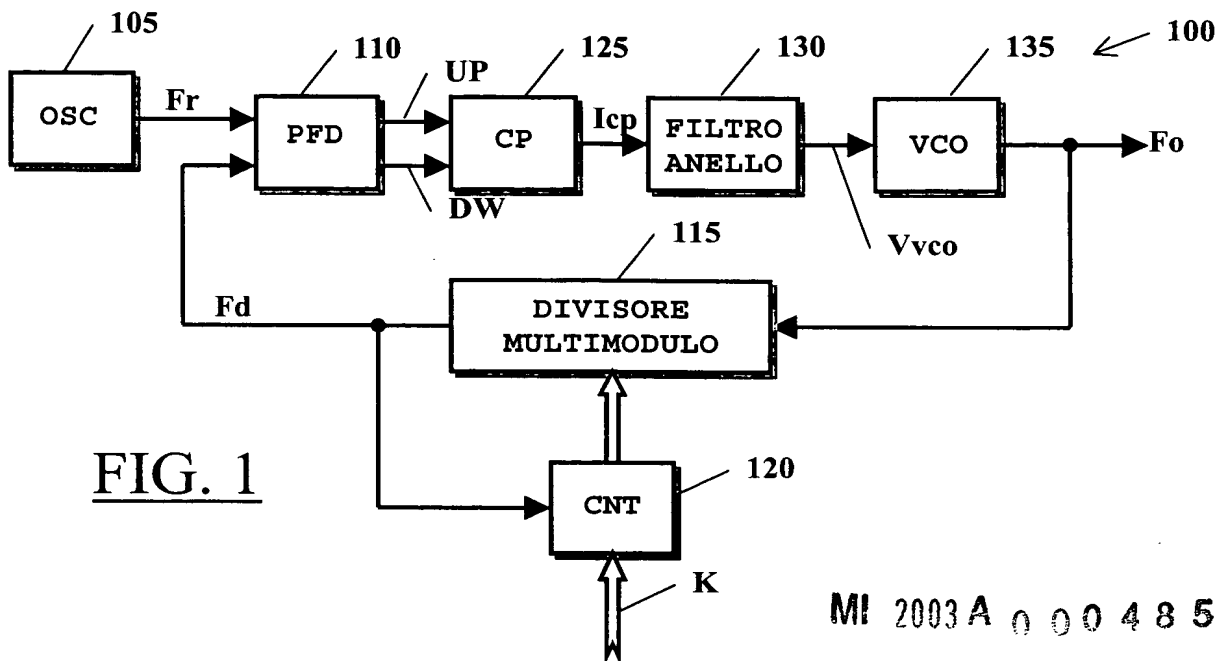 105
110
125
130
135
100
OSC
Fr
PFD
UP
DW
CP
Icp
FILTRO
ANELLO
Vvco
VCO
Fo
115
DIVISORE
MULTIMODULO
Fd
FIG. 1
120
CNT
K
MI 2003 A 000485